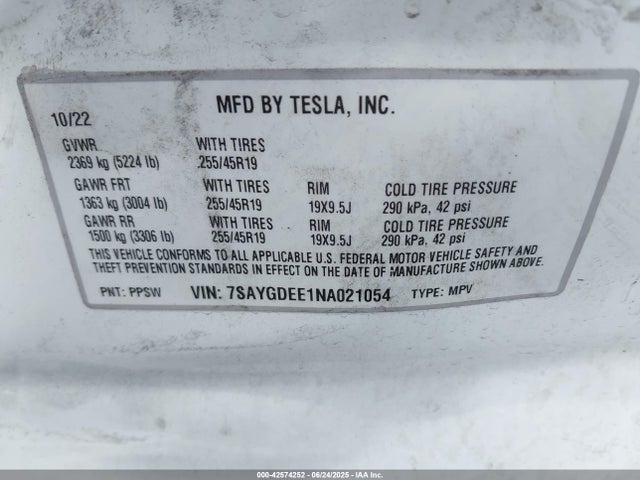 MFD BY TESLA, INC.
10/22
GVWR WITH TIRES
2369 kg (5224 lb) 255/45R19
GAWR FRT WITH TIRES RIM COLD TIRE PRESSURE
1363 kg (3004 lb) 255/45R19 19X9.5J 290 kPa, 42 psi
GAWR RR WITH TIRES RIM COLD TIRE PRESSURE
1500 kg (3306 lb) 255/45R19 19X9.5J 290 kPa, 42 psi
THIS VEHICLE CONFORMS TO ALL APPLICABLE U.S. FEDERAL MOTOR VEHICLE SAFETY AND
THEFT PREVENTION STANDARDS IN EFFECT ON THE DATE OF MANUFACTURE SHOWN ABOVE.
PNT: PPSW VIN: 7SAYGDEE1NA021054 TYPE: MPV
000-42574252 - 06/24/2025 - IAA Inc.